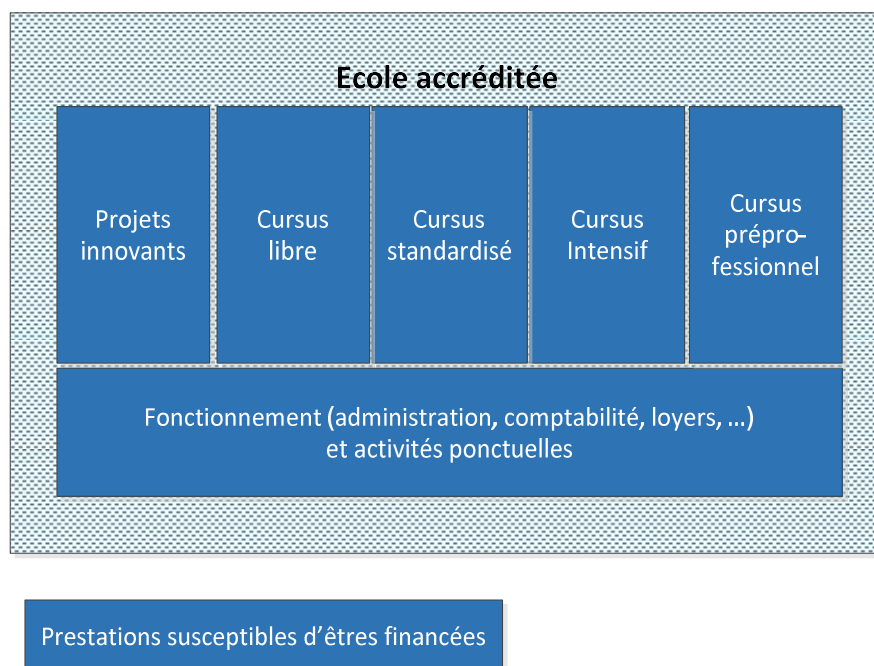 Ecole accréditée
Projets
innovants
Cursus
libre
Cursus
standardisé
Cursus
Intensif
Cursus
prépro-
fessionnel
Fonctionnement (administration, comptabilité, loyers, ...)
et activités ponctuelles
Prestations susceptibles d'êtres financées